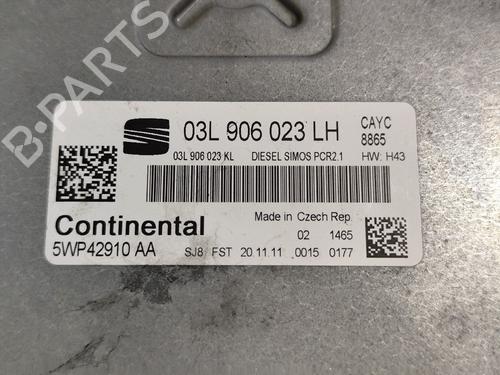 B-PARTS
03L 906 023 LH
CAYC
8865
03L 906 023 KL
DIESEL SIMOS PCR2.1
HW: H43
Continental
Made in Czech Rep.
02 1465
5WP42910 AA
SJ8 FST 20.11.11 0015 0177